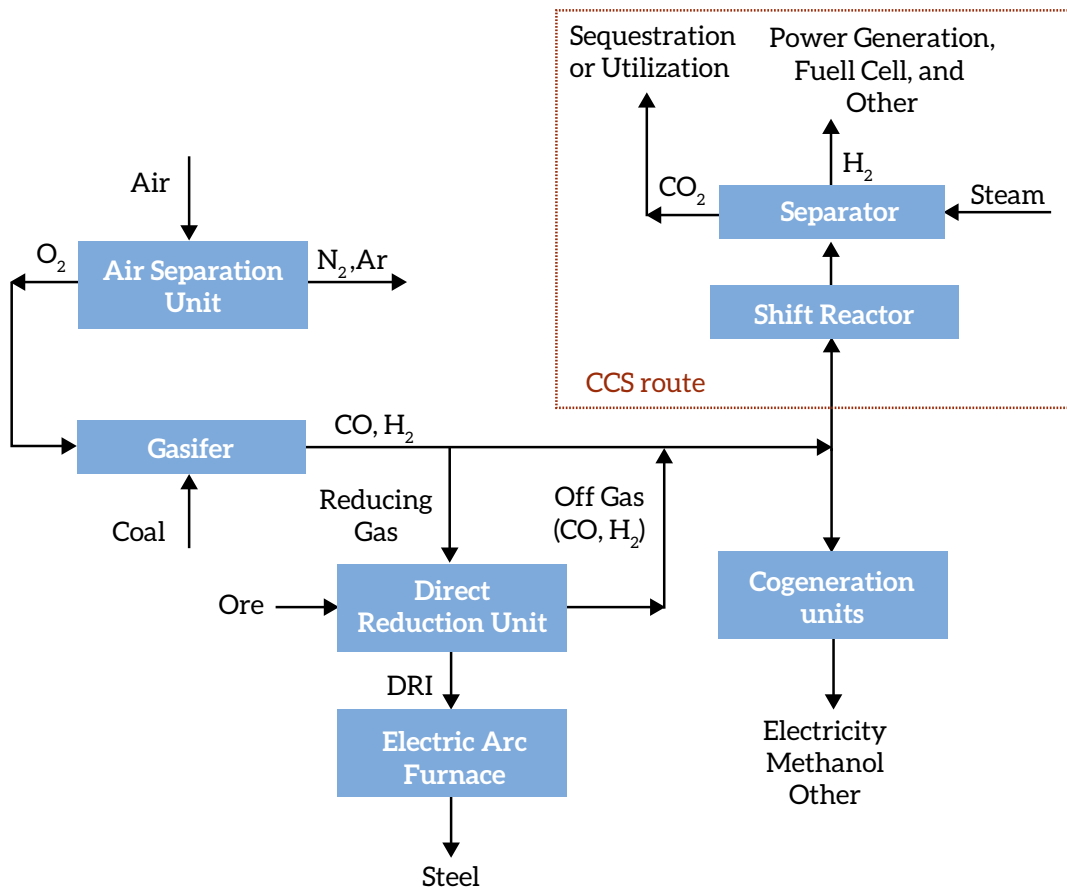 Sequestration
or Utilization
Power Generation,
Fuell Cell, and
Other
Air
CO₂
H₂
Steam
Separator
O₂
Air Separation
Unit
N₂,Ar
Shift Reactor
CCS route
Gasifer
CO, H₂
Coal
Reducing
Gas
Off Gas
(CO, H₂)
Ore
Direct
Reduction Unit
Cogeneration
units
DRI
Electric Arc
Furnace
Electricity
Methanol
Other
Steel